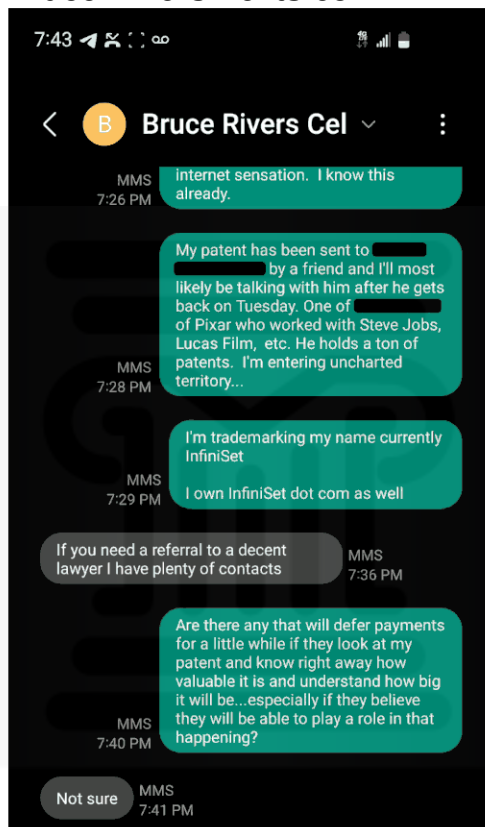 7:43
B Bruce Rivers Cel
internet sensation. I know this
already.
MMS
7:26 PM
My patent has been sent to
by a friend and I'll most
likely be talking with him after he gets
back on Tuesday. One of
of Pixar who worked with Steve Jobs,
Lucas Film, etc. He holds a ton of
patents. I'm entering uncharted
territory...
MMS
7:28 PM
I'm trademarking my name currently
InfiniSet
I own InfiniSet dot com as well
MMS
7:29 PM
If you need a referral to a decent
lawyer I have plenty of contacts
MMS
7:36 PM
Are there any that will defer payments
for a little while if they look at my
patent and know right away how
valuable it is and understand how big
it will be...especially if they believe
they will be able to play a role in that
happening?
MMS
7:40 PM
Not sure
MMS
7:41 PM